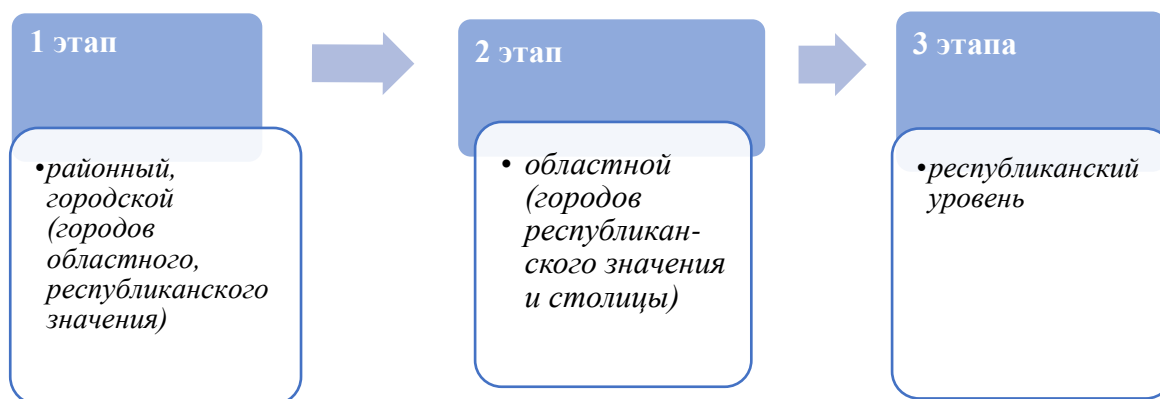 1 этап
•районный,
городской
(городов
областного,
республиканского
значения)
2 этап
• областной
(городов
республикан-
ского значения
и столицы)
3 этапа
•республиканский
уровень